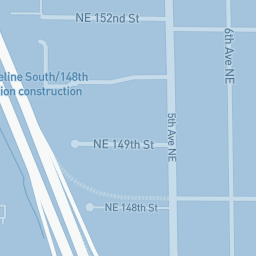 NE 152nd St
6th Ave NE
eline South/148th
ion construction
5th Ave NE
NE 149th St
NE 148th St